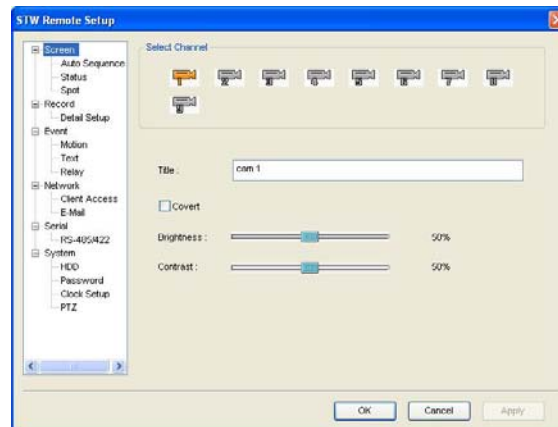 STW Remote Setup
Screen
Auto Sequence
Status
Spot
Record
Detail Setup
Event
Motion
Text
Relay
Network
Client Access
E-Mail
Serial
RS-485/422
System
HDD
Password
Clock Setup
PTZ
Select Channel
Title :
cam 1
Covert
Brightness :
50%
Contrast :
50%
OK
Cancel
Apply